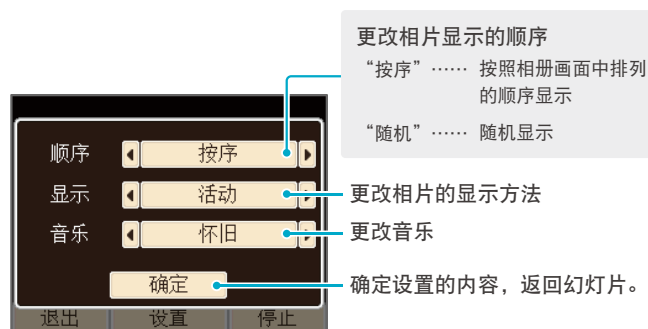 更改相片显示的顺序
“按序”…… 按照相册画面中排列
的顺序显示
“随机”…… 随机显示
顺序 按序
显示 活动
更改相片的显示方法
音乐 怀旧
更改音乐
确定
确定设置的内容，返回幻灯片。
退出 设置 停止